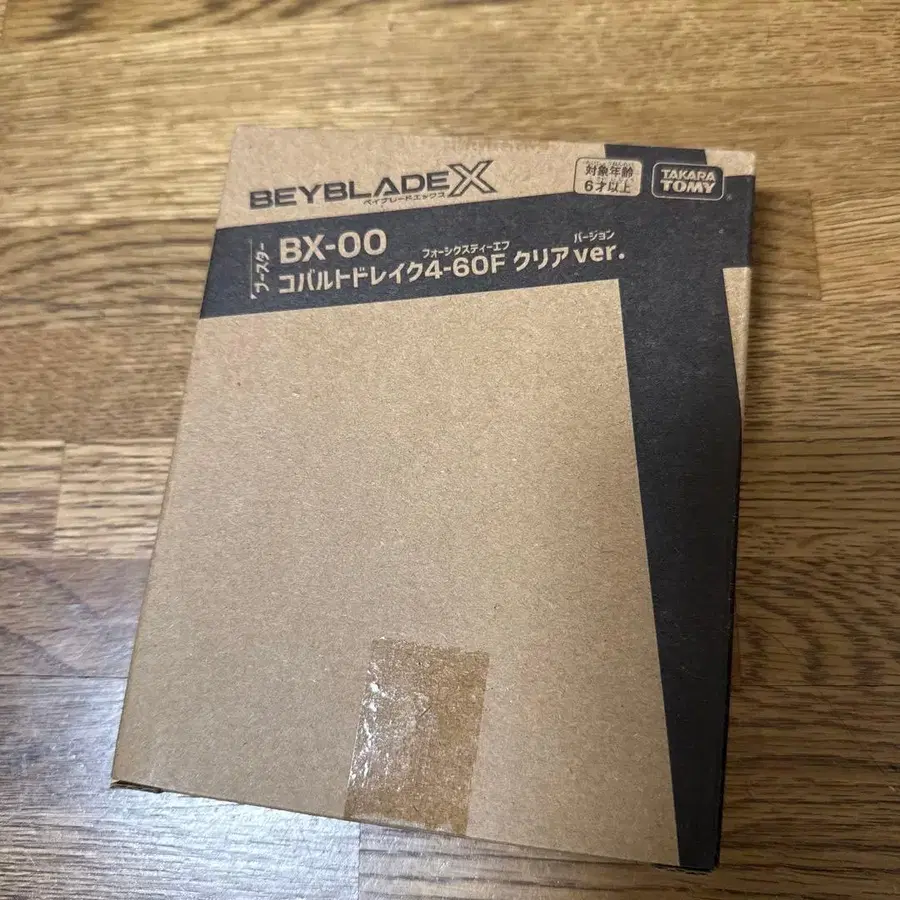 BEYBLADE X
ベイブレードエックス
対象年齢
6才以上
TAKARA
TOMY
ブースター
BX-00
フォーシクスティーエフ
バージョン
コバルトドレイク4-60F クリアver.